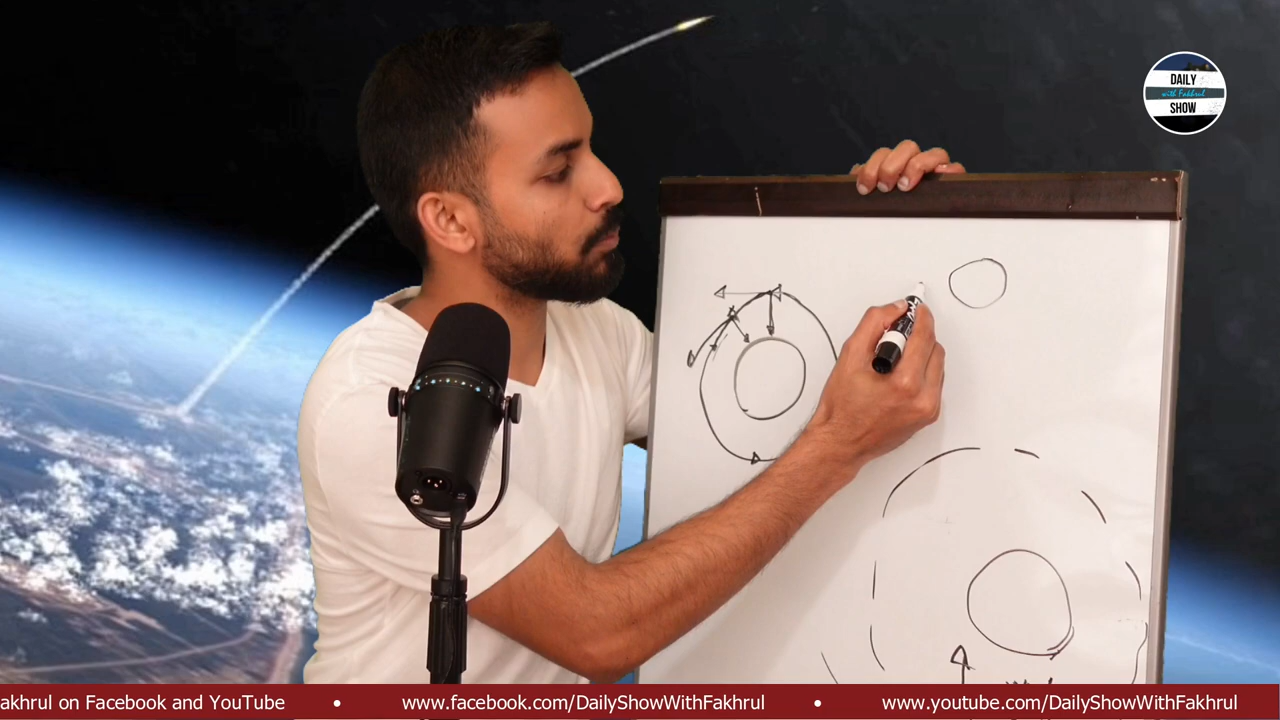 DAILY
with Fakhrul
SHOW
akhrul on Facebook and YouTube • www.facebook.com/DailyShowWithFakhrul • www.youtube.com/DailyShowWithFakhrul